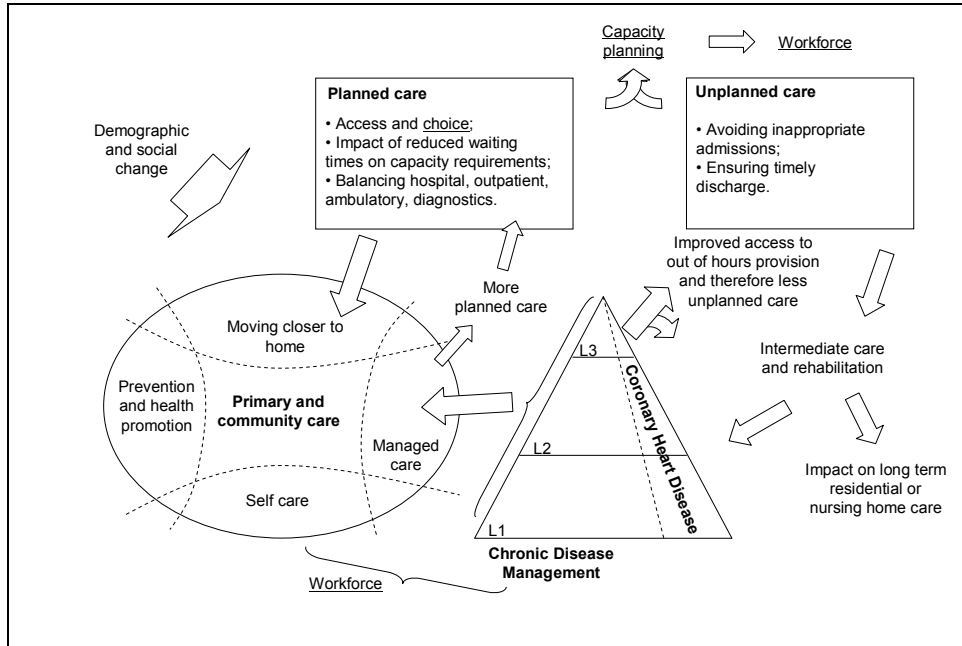 Capacity
planning
Workforce
Planned care
• Access and choice;
• Impact of reduced waiting
times on capacity requirements;
• Balancing hospital, outpatient,
ambulatory, diagnostics.
Unplanned care
• Avoiding inappropriate
admissions;
• Ensuring timely
discharge.
Demographic
and social
change
More
planned care
Improved access to
out of hours provision
and therefore less
unplanned care
Moving closer to
home
Prevention
and health
promotion
Primary and
community care
Managed
care
Self care
L3
L2
L1
Coronary Heart Disease
Chronic Disease
Management
Workforce
Intermediate care
and rehabilitation
Impact on long term
residential or
nursing home care